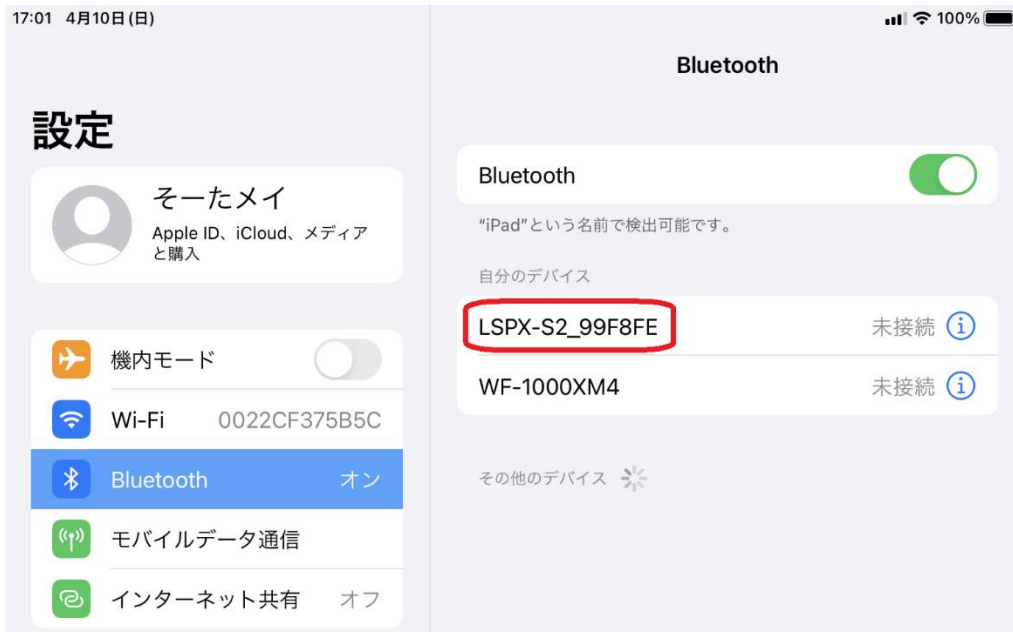 17:01 4月10日(日)
100%
設定
そーたメイ
Apple ID、iCloud、メディア
と購入
機内モード
Wi-Fi 0022CF375B5C
Bluetooth オン
モバイルデータ通信
インターネット共有 オフ
Bluetooth
Bluetooth
“iPad”という名前で検出可能です。
自分のデバイス
LSPX-S2_99F8FE 未接続
WF-1000XM4 未接続
その他のデバイス